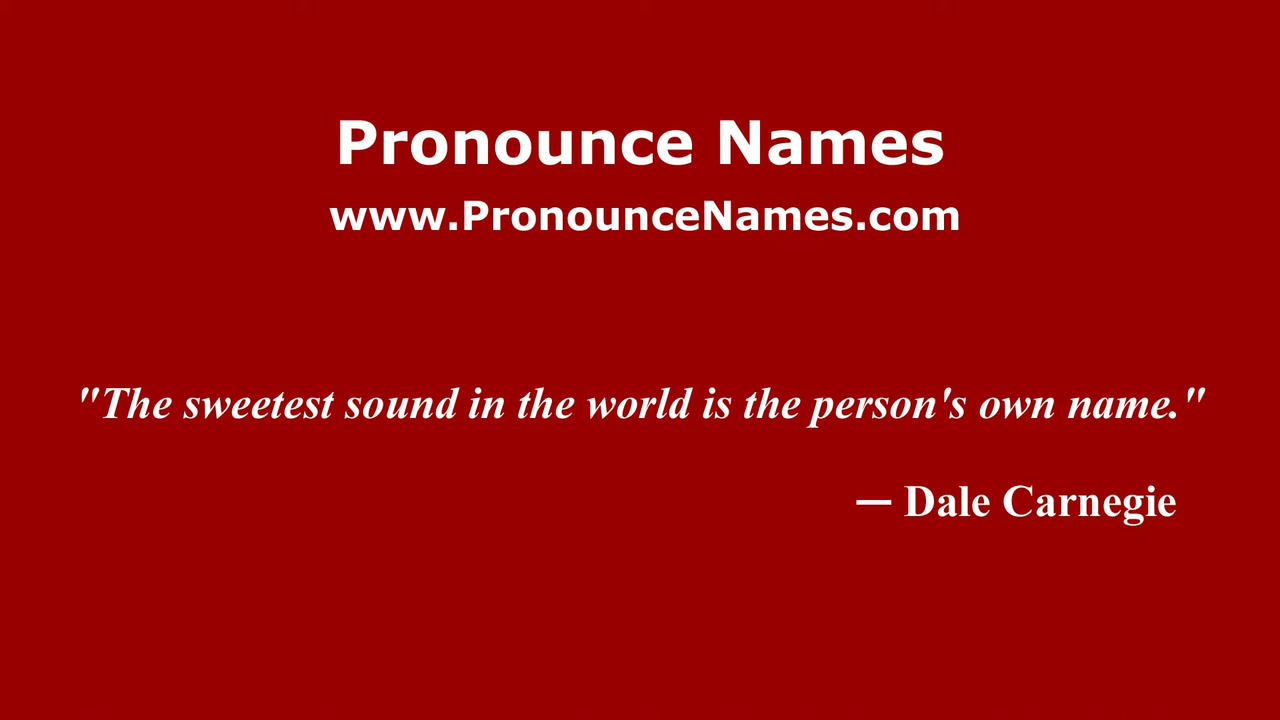 Pronounce Names
www.PronounceNames.com
"The sweetest sound in the world is the person's own name."
— Dale Carnegie